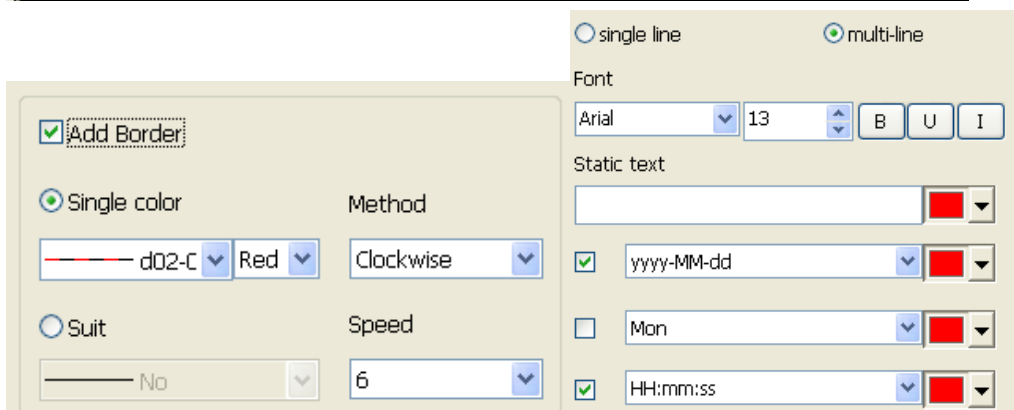 single line multi-line
Font
Arial 13 B U I
Static text
yyyy-MM-dd
Mon
HH:mm:ss
Add Border
Single color Method
d02-C Red Clockwise
Suit Speed
No 6